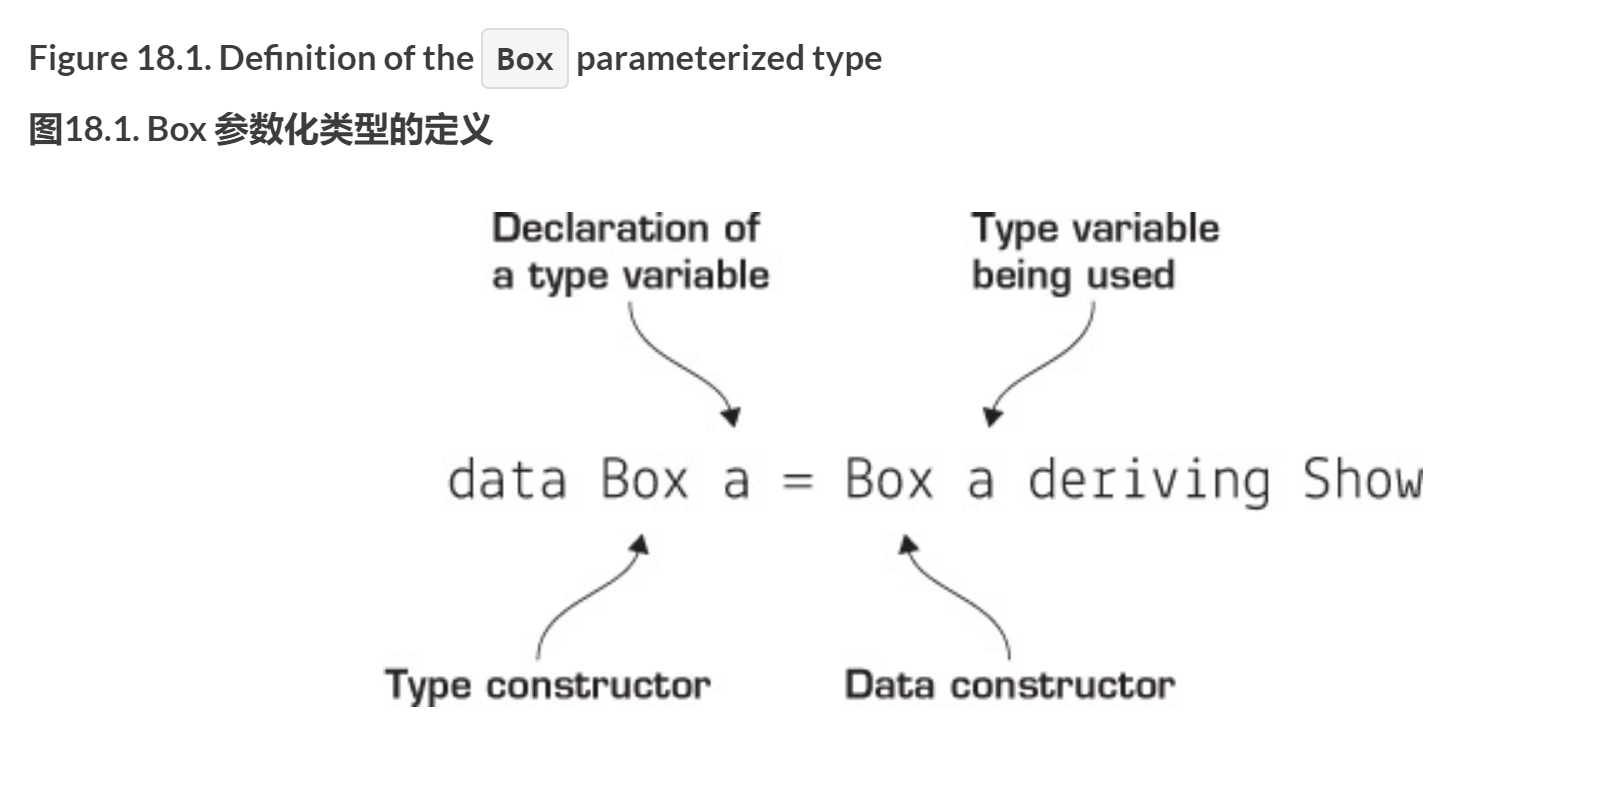 Figure 18.1. Definition of the Box parameterized type
图18.1. Box 参数化类型的定义
Declaration of
a type variable
Type variable
being used
data Box a = Box a deriving Show
Type constructor
Data constructor